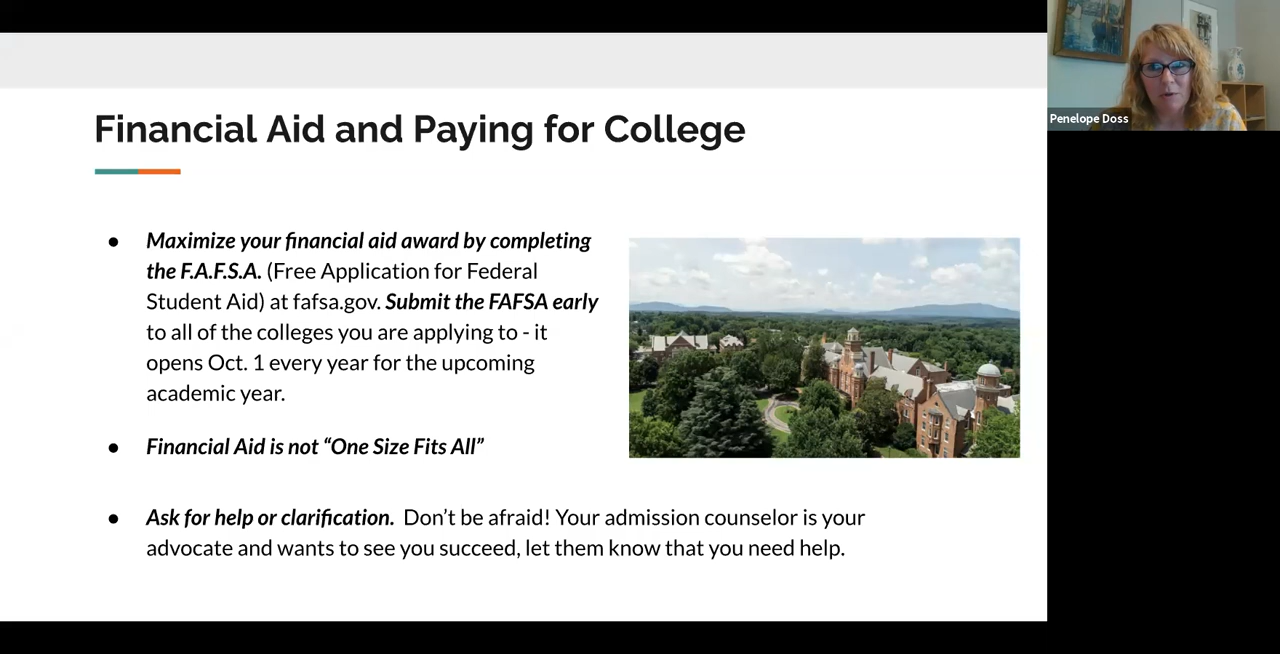 Financial Aid and Paying for College
● Maximize your financial aid award by completing
the F.A.F.S.A. (Free Application for Federal
Student Aid) at fafsa.gov. Submit the FAFSA early
to all of the colleges you are applying to - it
opens Oct. 1 every year for the upcoming
academic year.
● Financial Aid is not “One Size Fits All”
● Ask for help or clarification. Don’t be afraid! Your admission counselor is your
advocate and wants to see you succeed, let them know that you need help.
Penelope Doss